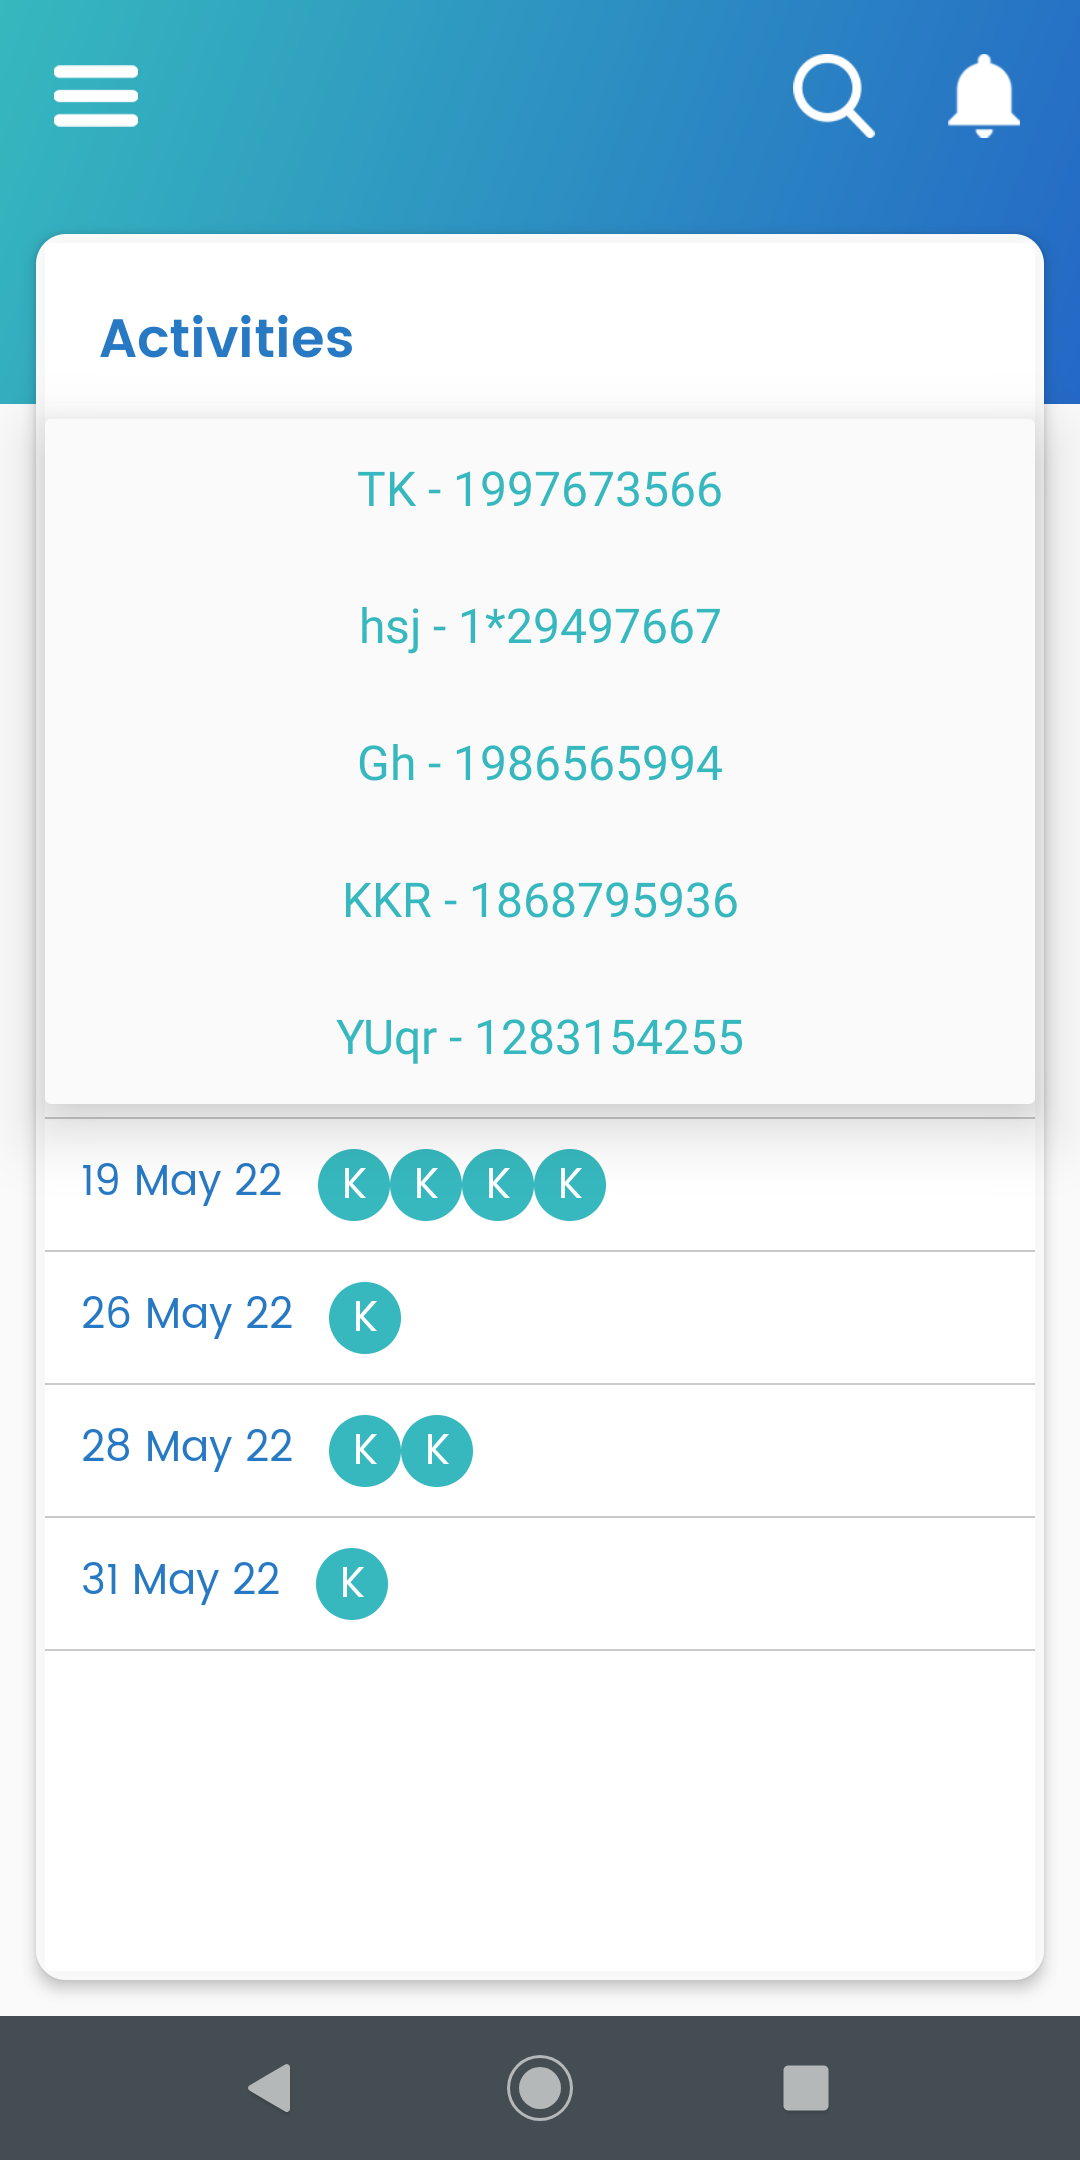 Activities
TK - 1997673566
hsj - 1*29497667
Gh - 1986565994
KKR - 1868795936
YUqr - 1283154255
19 May 22 K K K K
26 May 22 K
28 May 22 K K
31 May 22 K